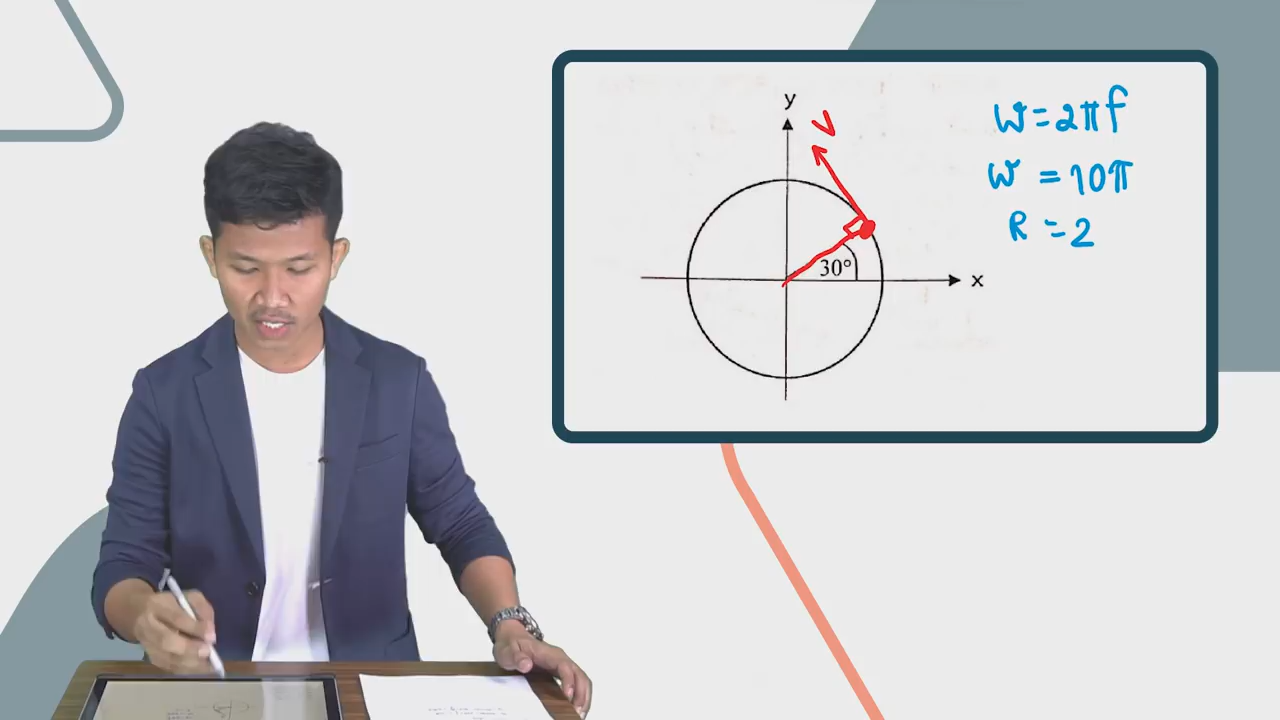 y
v
w = 2πf
w = 10π
R = 2
30°
x